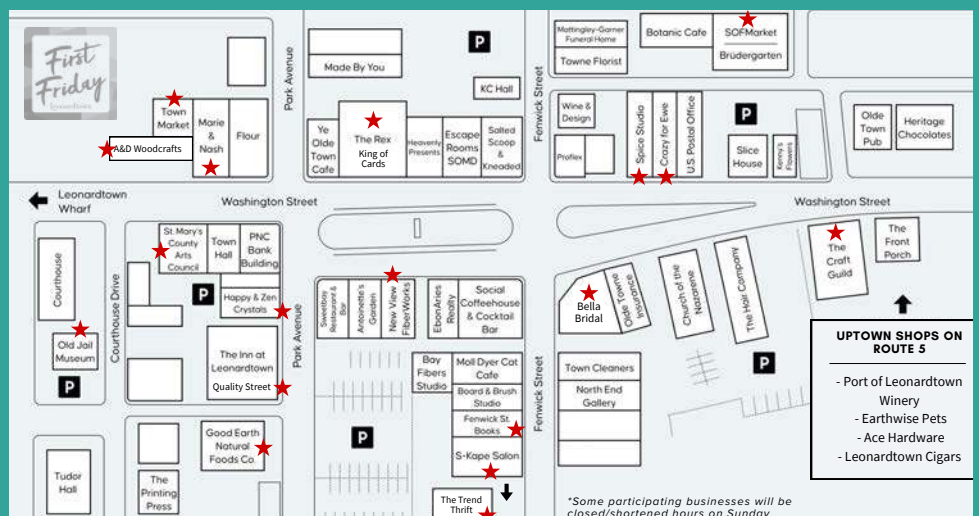 First
Friday
Leonardtown
Park Avenue
Made By You
P
KC Hall
Fenwick Street
Mattingley-Garner
Funeral Home
Towne Florist
Botanic Cafe
SOFMarket
Brudergarten
Town
Market
A&D Woodcrafts
Marie
&
Nash
Flour
Ye
Olde
Town
Cafe
The Rex
King of
Cards
Heavenly
Presents
Escape
Rooms
SOMD
Salted
Scoop
&
Kneaded
Wine &
Design
Proflex
Spice Studio
Crazy for Ewe
U.S. Postal Office
P
Slice
House
Kenny's
Flowers
Olde
Town
Pub
Heritage
Chocolates
Leonardtown
Wharf
Washington Street
Washington Street
Courthouse
Old Jail
Museum
P
Courthouse Drive
St. Mary's
County
Arts
Council
Town
Hall
PNC
Bank
Building
P
Happy & Zen
Crystals
The Inn at
Leonardtown
Quality Street
Park Avenue
Sweetbay
Restaurant &
Bar
Antoinette's
Garden
New View
FiberWorks
EbonAries
Realty
Social
Coffeehouse
& Cocktail
Bar
Bay
Fibers
Studio
Moll Dyer Cat
Cafe
Board & Brush
Studio
Fenwick St.
Books
S-Kape Salon
P
The Trend
Thrift
Fenwick Street
Bella
Bridal
Olde Towne
Insurance
Church of the
Nazarene
The Hair Company
The
Craft
Guild
The
Front
Porch
Town Cleaners
North End
Gallery
P
UPTOWN SHOPS ON
ROUTE 5
- Port of Leonardtown
Winery
- Earthwise Pets
- Ace Hardware
- Leonardtown Cigars
Tudor
Hall
The
Printing
Press
Good Earth
Natural
Foods Co.
*Some participating businesses will be
closed/shortened hours on Sunday